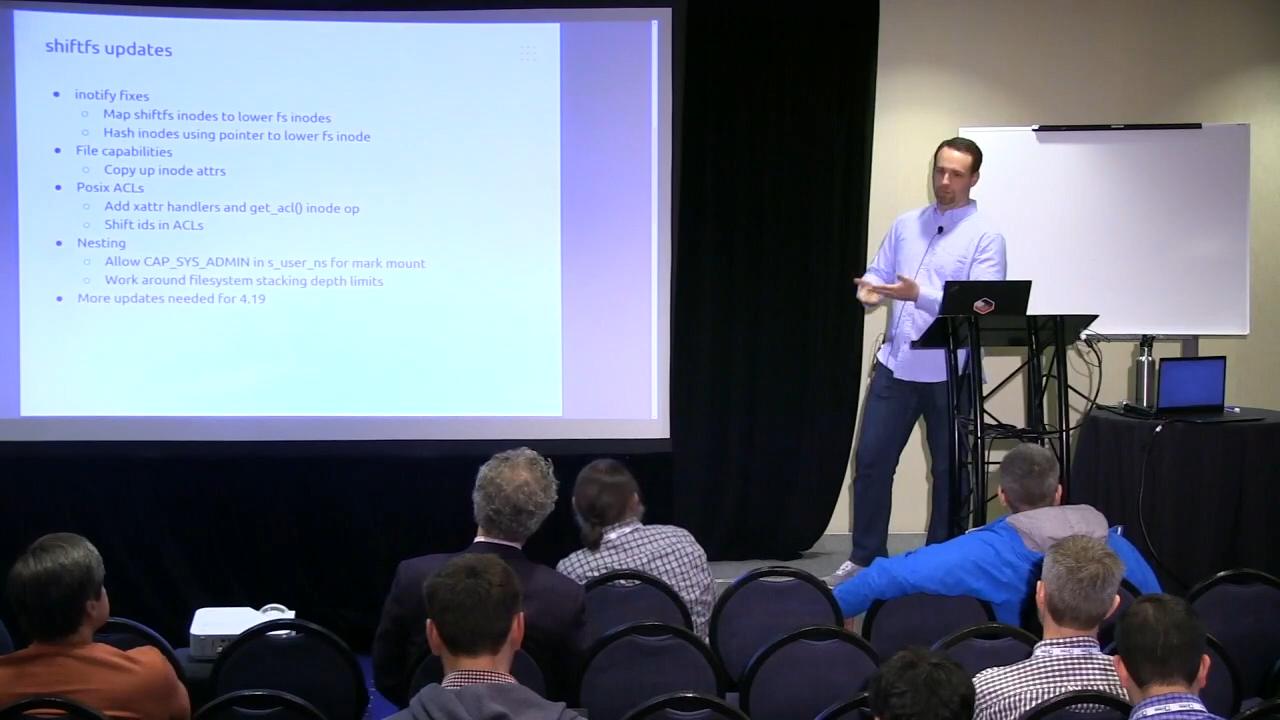 shiftfs updates
• inotify fixes
○ Map shiftfs inodes to lower fs inodes
○ Hash inodes using pointer to lower fs inode
• File capabilities
○ Copy up inode attrs
• Posix ACLs
○ Add xattr handlers and get_acl() inode op
○ Shift ids in ACLs
• Nesting
○ Allow CAP_SYS_ADMIN in s_user_ns for mark mount
○ Work around filesystem stacking depth limits
• More updates needed for 4.19